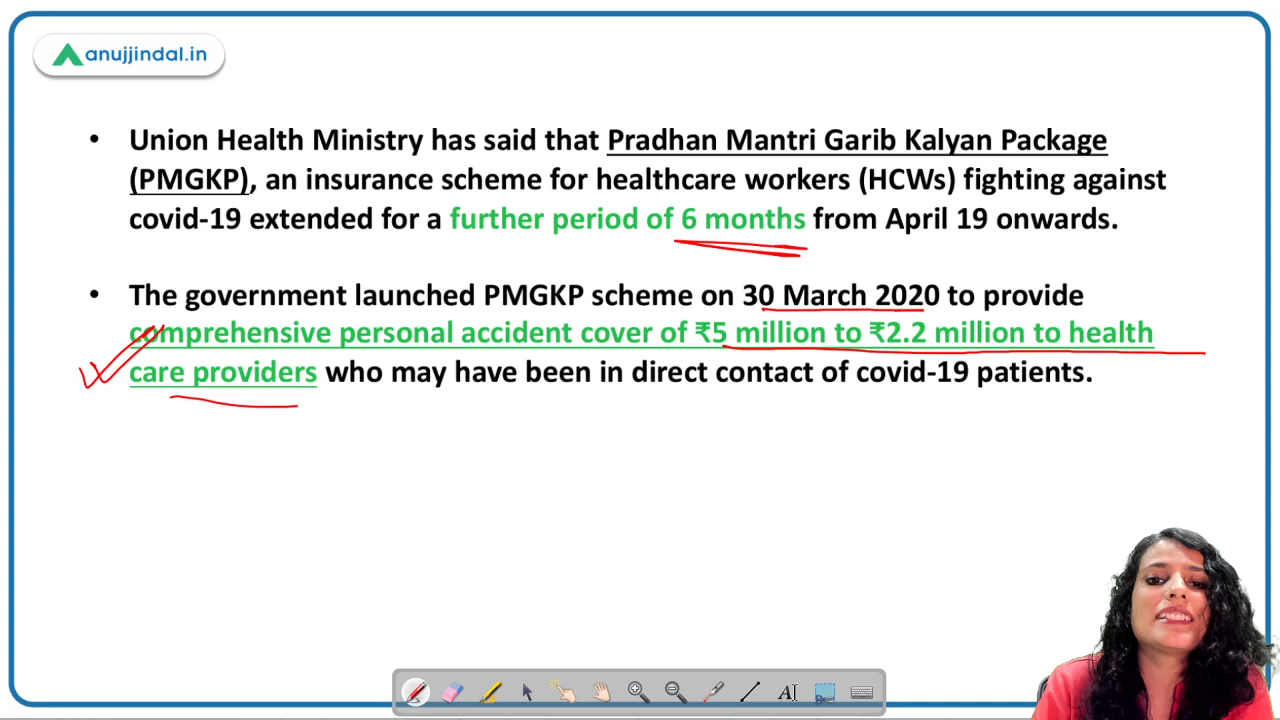 anujjindal.in
• Union Health Ministry has said that Pradhan Mantri Garib Kalyan Package
(PMGKP), an insurance scheme for healthcare workers (HCWs) fighting against
covid-19 extended for a further period of 6 months from April 19 onwards.
• The government launched PMGKP scheme on 30 March 2020 to provide
comprehensive personal accident cover of ₹5 million to ₹2.2 million to health
care providers who may have been in direct contact of covid-19 patients.